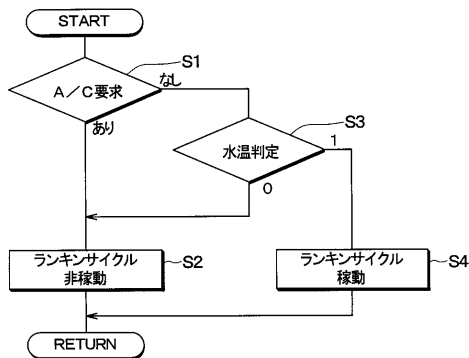 START
S1
A／C要求
なし
あり
S3
水温判定
1
0
ランキンサイクル
非稼動
S2
ランキンサイクル
稼動
S4
RETURN